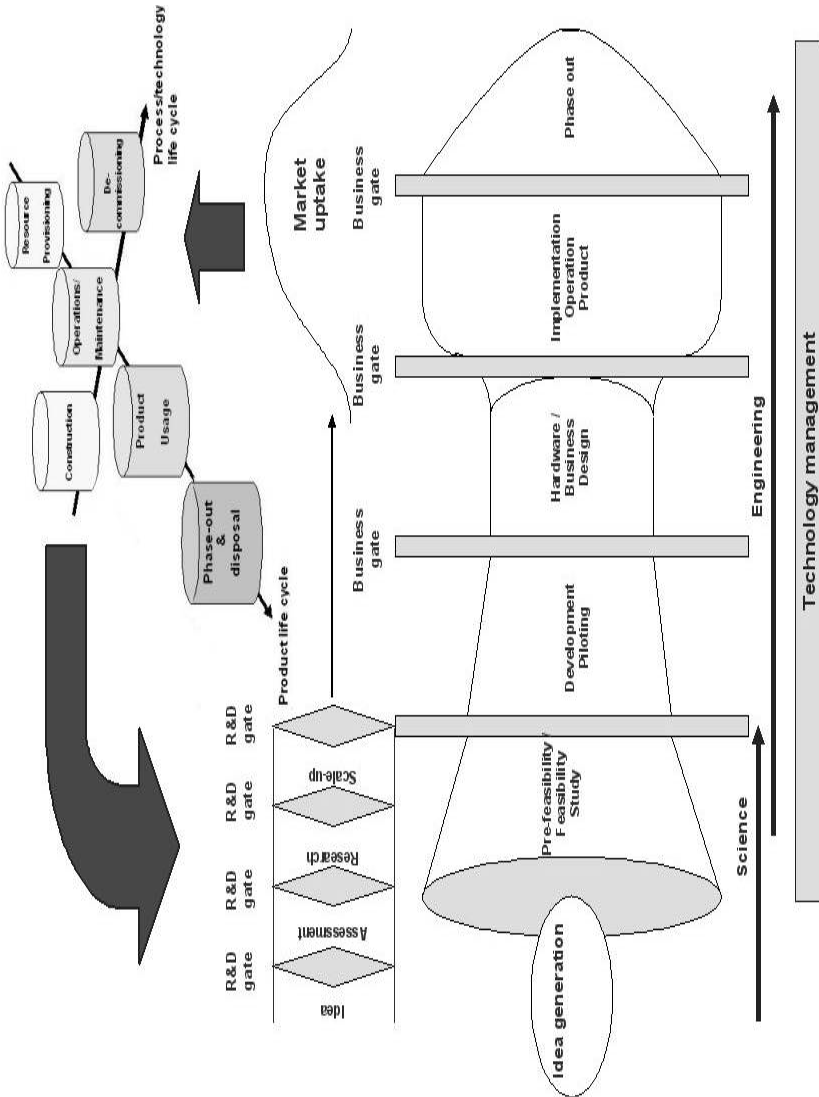 Resource
Provisioning
De-
commissioning
Process/technology
life cycle
Operations/
Maintenance
Construction
Product
Usage
Phase-out
&
disposal
Product life cycle
Market
uptake
R&D
gate
R&D
gate
R&D
gate
R&D
gate
Business
gate
Business
gate
Business
gate
Idea
Assessment
Research
Scale-up
Idea generation
Pre-feasibility /
Feasibility
Study
Development
Piloting
Hardware /
Business
Design
Implementation
Operation
Product
Phase out
Science
Engineering
Technology management